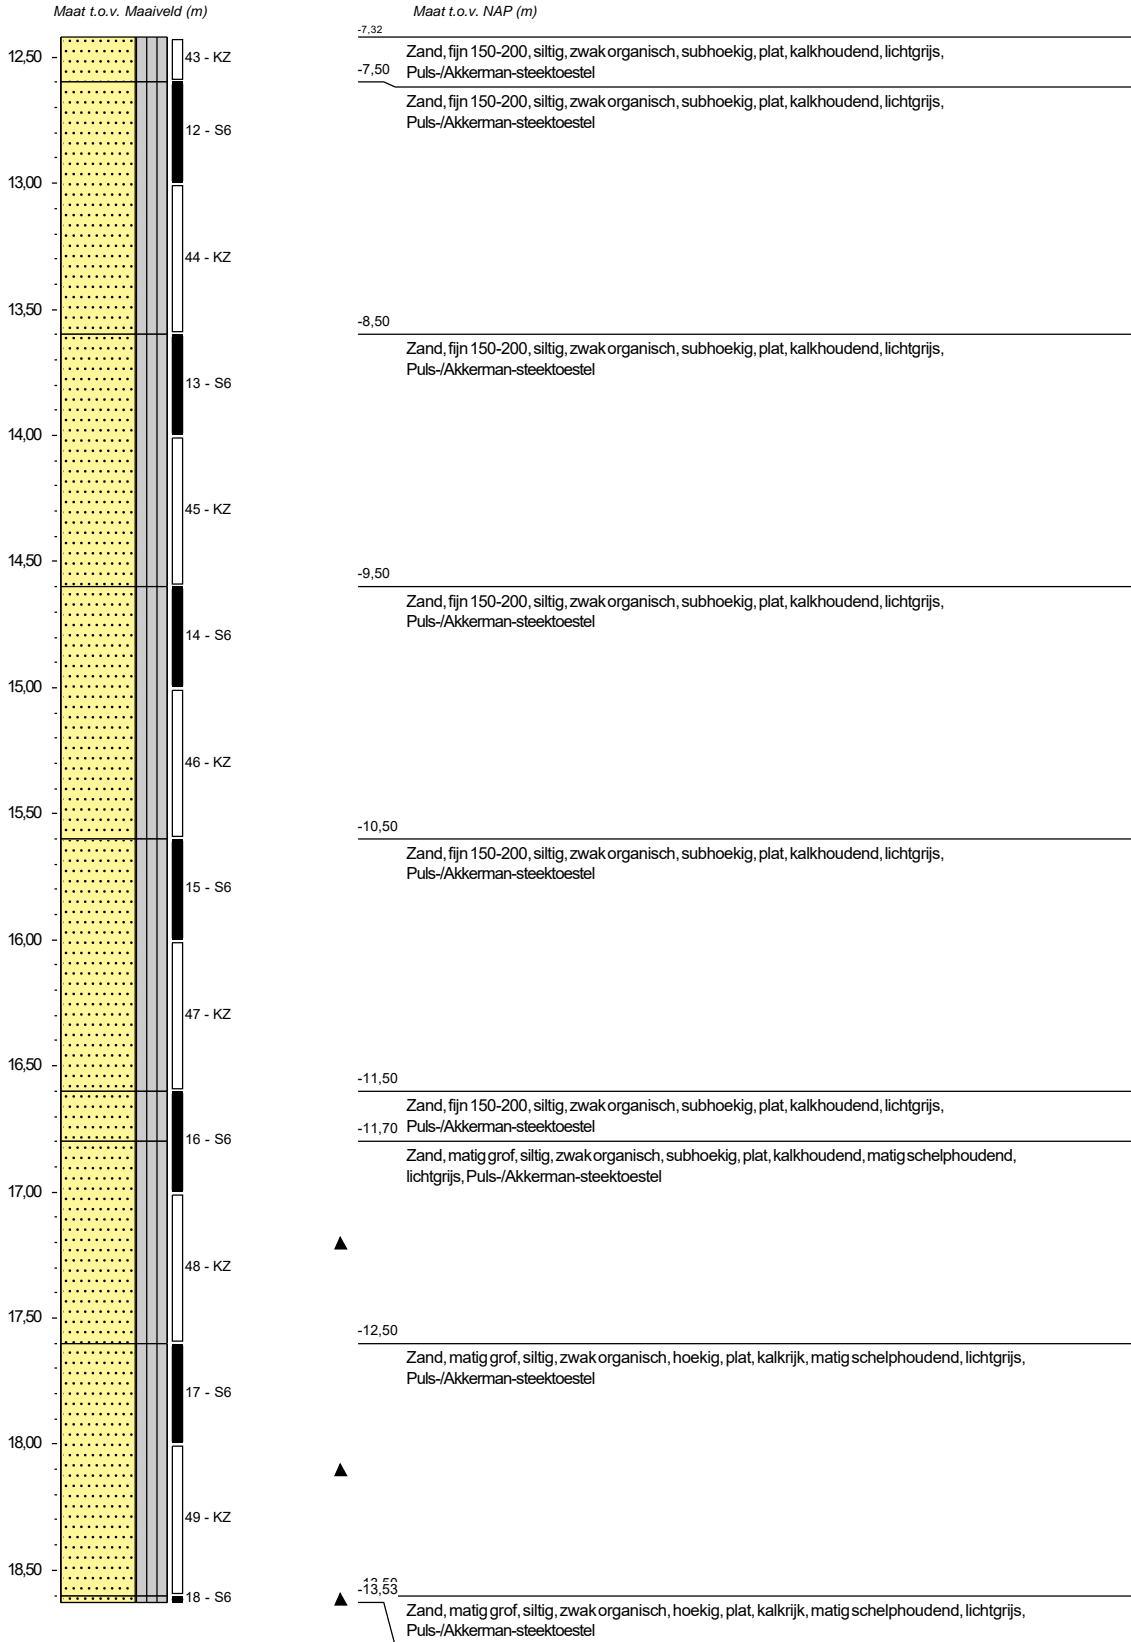 Maat t.o.v. Maaiveld (m) Maat t.o.v. NAP (m)
-7,32
12,50 43 - KZ Zand, fijn 150-200, siltig, zwak organisch, subhoekig, plat, kalkhoudend, lichtgrijs,
-7,50 Puls-/Akkerman-steektoestel
Zand, fijn 150-200, siltig, zwak organisch, subhoekig, plat, kalkhoudend, lichtgrijs,
12 - S6 Puls-/Akkerman-steektoestel
13,00
44 - KZ
13,50
-8,50
Zand, fijn 150-200, siltig, zwak organisch, subhoekig, plat, kalkhoudend, lichtgrijs,
13 - S6 Puls-/Akkerman-steektoestel
14,00
45 - KZ
14,50
-9,50
Zand, fijn 150-200, siltig, zwak organisch, subhoekig, plat, kalkhoudend, lichtgrijs,
14 - S6 Puls-/Akkerman-steektoestel
15,00
46 - KZ
15,50
-10,50
Zand, fijn 150-200, siltig, zwak organisch, subhoekig, plat, kalkhoudend, lichtgrijs,
15 - S6 Puls-/Akkerman-steektoestel
16,00
47 - KZ
16,50
-11,50
Zand, fijn 150-200, siltig, zwak organisch, subhoekig, plat, kalkhoudend, lichtgrijs,
16 - S6 -11,70 Puls-/Akkerman-steektoestel
Zand, matig grof, siltig, zwak organisch, subhoekig, plat, kalkhoudend, matig schelphoudend,
lichtgrijs, Puls-/Akkerman-steektoestel
17,00
48 - KZ
17,50
-12,50
Zand, matig grof, siltig, zwak organisch, hoekig, plat, kalkrijk, matig schelphoudend, lichtgrijs,
17 - S6 Puls-/Akkerman-steektoestel
18,00
49 - KZ
18,50
-13,53
18 - S6
Zand, matig grof, siltig, zwak organisch, hoekig, plat, kalkrijk, matig schelphoudend, lichtgrijs,
Puls-/Akkerman-steektoestel